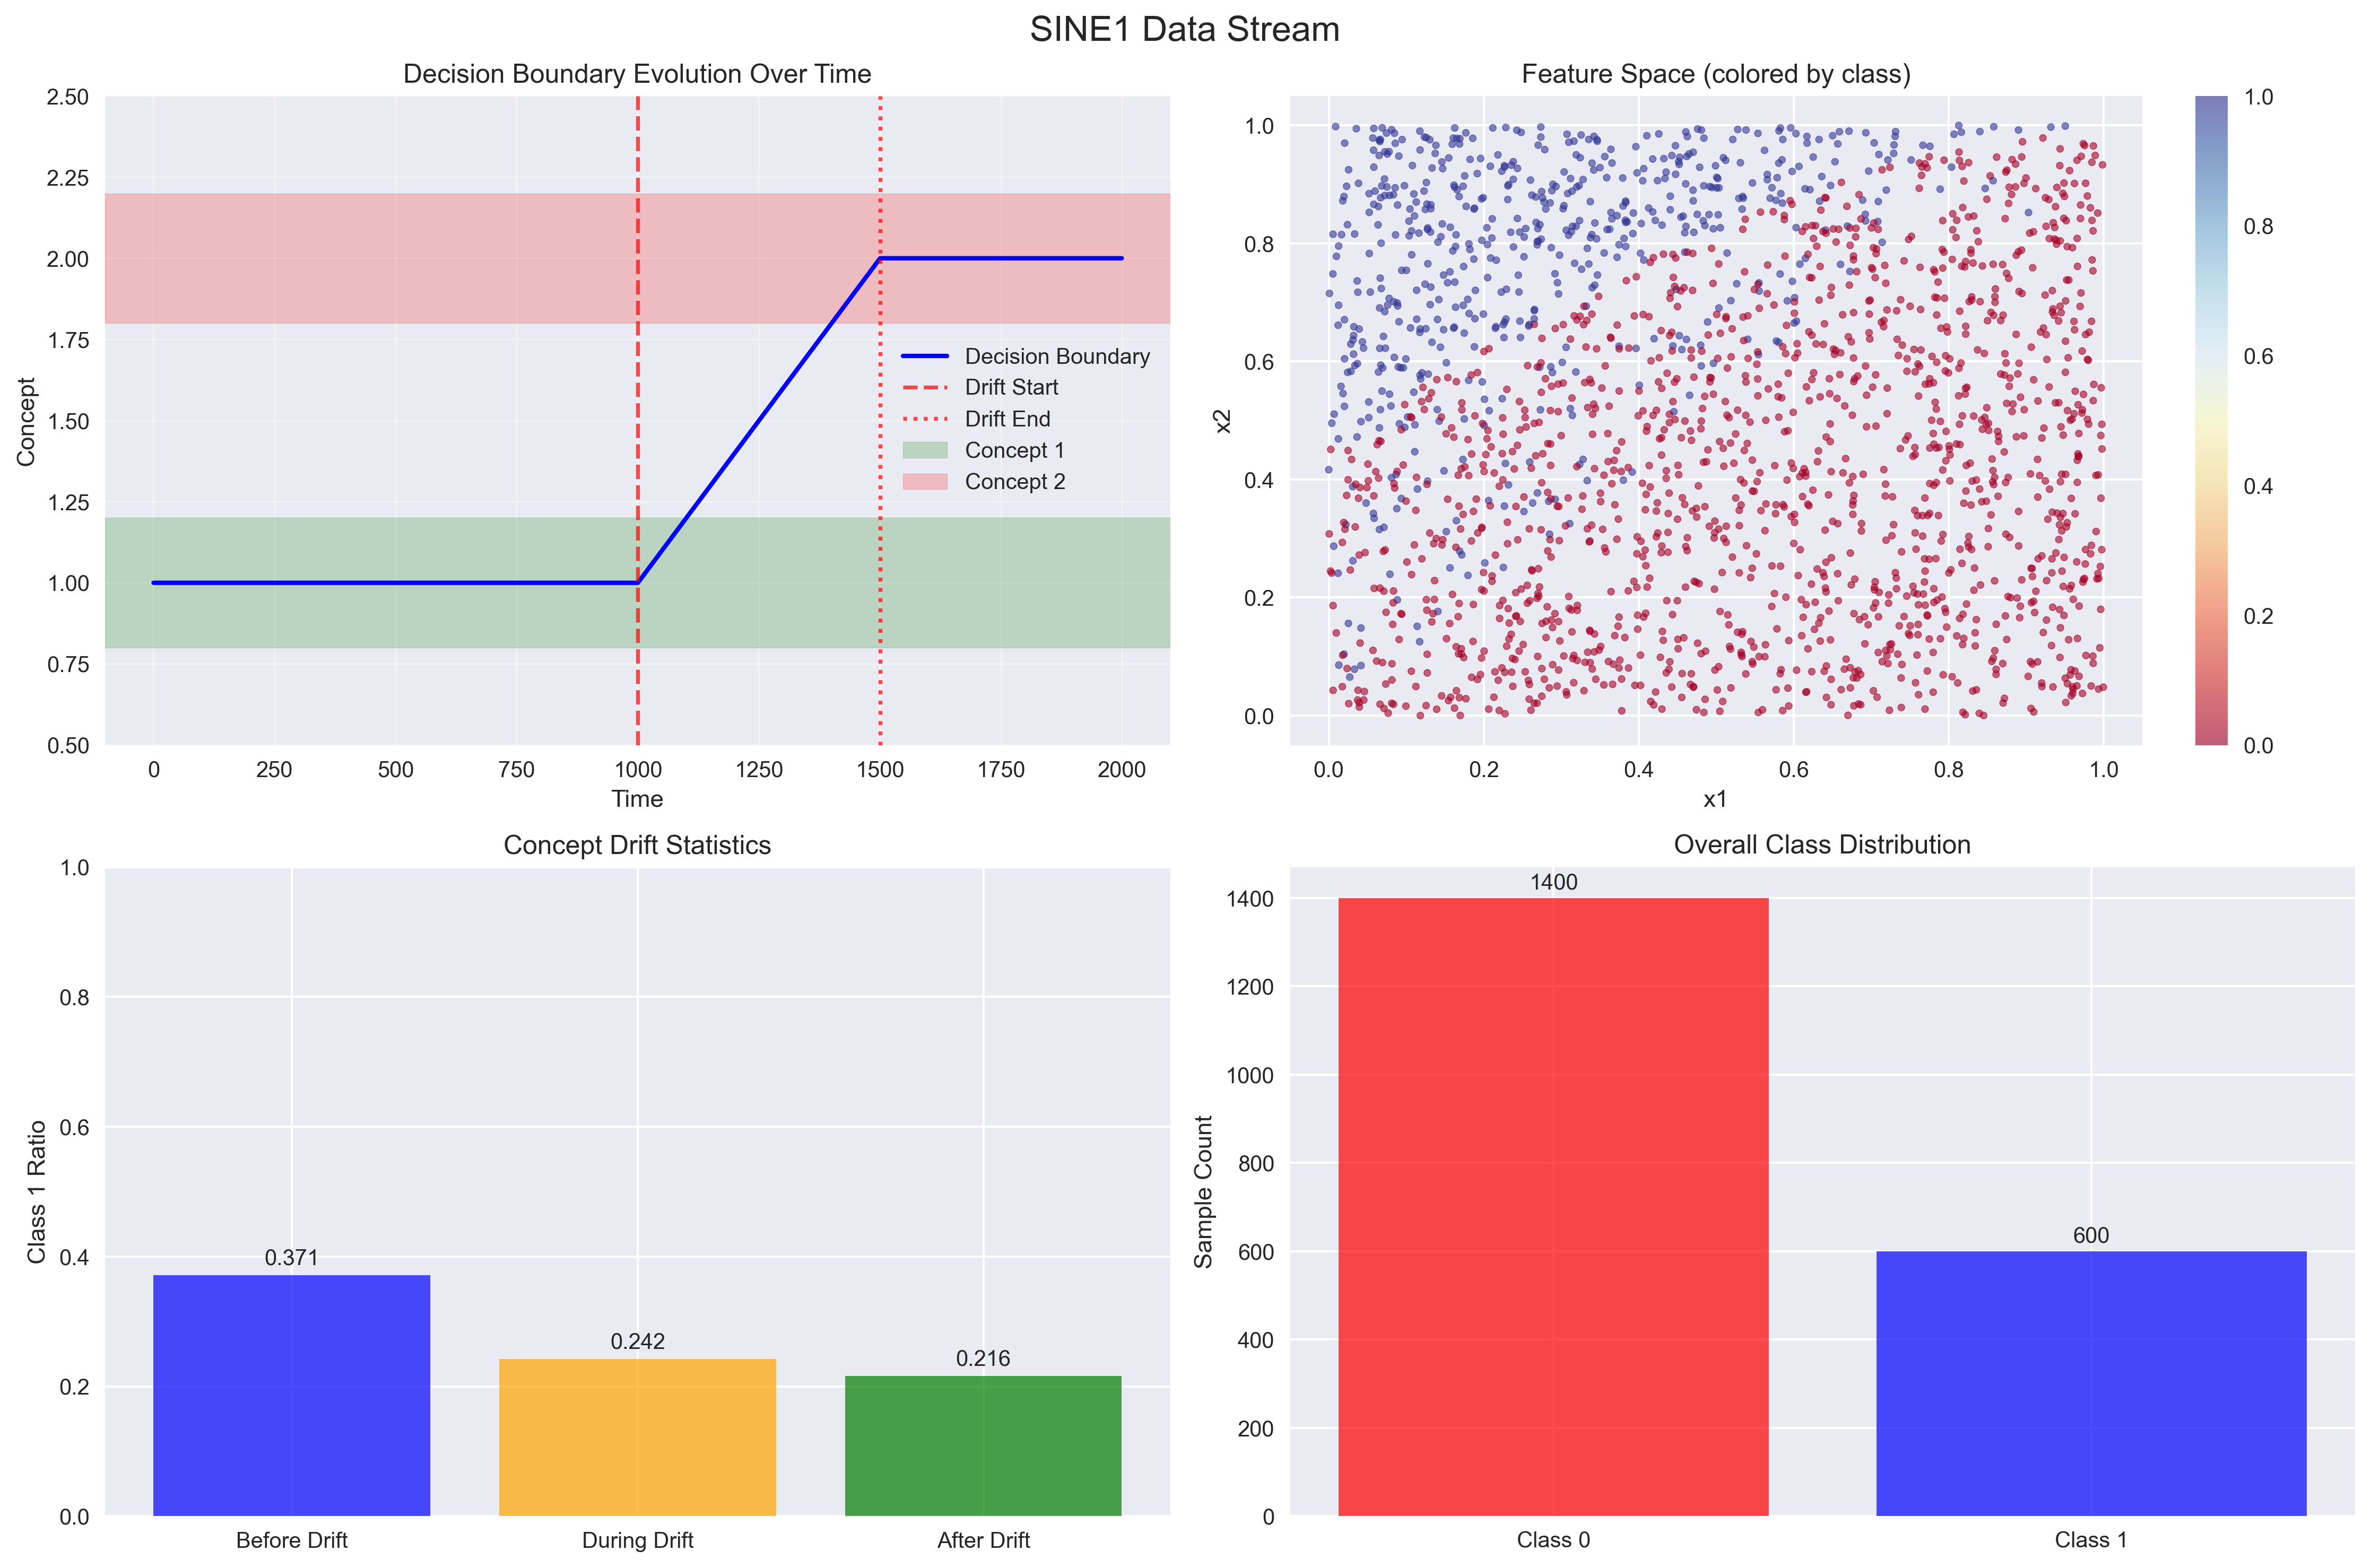 SINE1 Data Stream
Decision Boundary Evolution Over Time
Concept
2.50
2.25
2.00
1.75
1.50
1.25
1.00
0.75
0.50
Decision Boundary
Drift Start
Drift End
Concept 1
Concept 2
0 250 500 750 1000 1250 1500 1750 2000
Time
Feature Space (colored by class)
x2
1.0
0.8
0.6
0.4
0.2
0.0
0.0 0.2 0.4 0.6 0.8 1.0
x1
1.0
0.8
0.6
0.4
0.2
0.0
Concept Drift Statistics
Class 1 Ratio
1.0
0.8
0.6
0.4
0.2
0.0
0.371
0.242
0.216
Before Drift During Drift After Drift
Overall Class Distribution
Sample Count
1400
1200
1000
800
600
400
200
0
1400
600
Class 0 Class 1